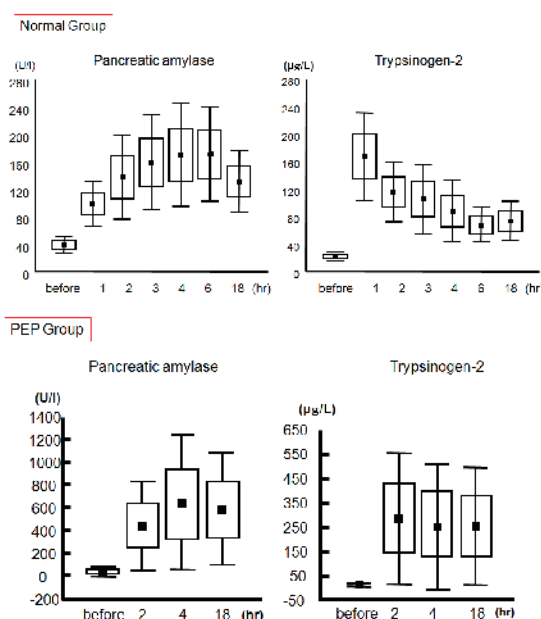 Normal Group
Pancreatic amylase
(U/l)
280
240
200
160
120
80
40
0
before 1 2 3 4 6 18 (hr)
Trypsinogen-2
(µg/L)
280
240
200
160
120
80
40
0
before 1 2 3 4 6 18 (hr
PEP Group
Pancreatic amylase
(U/l)
1400
1200
1000
800
600
400
200
0
-200
before 2 4 18 (hr)
Trypsinogen-2
(µg/L)
650
550
450
350
250
150
50
-50
before 2 4 18 (hr)